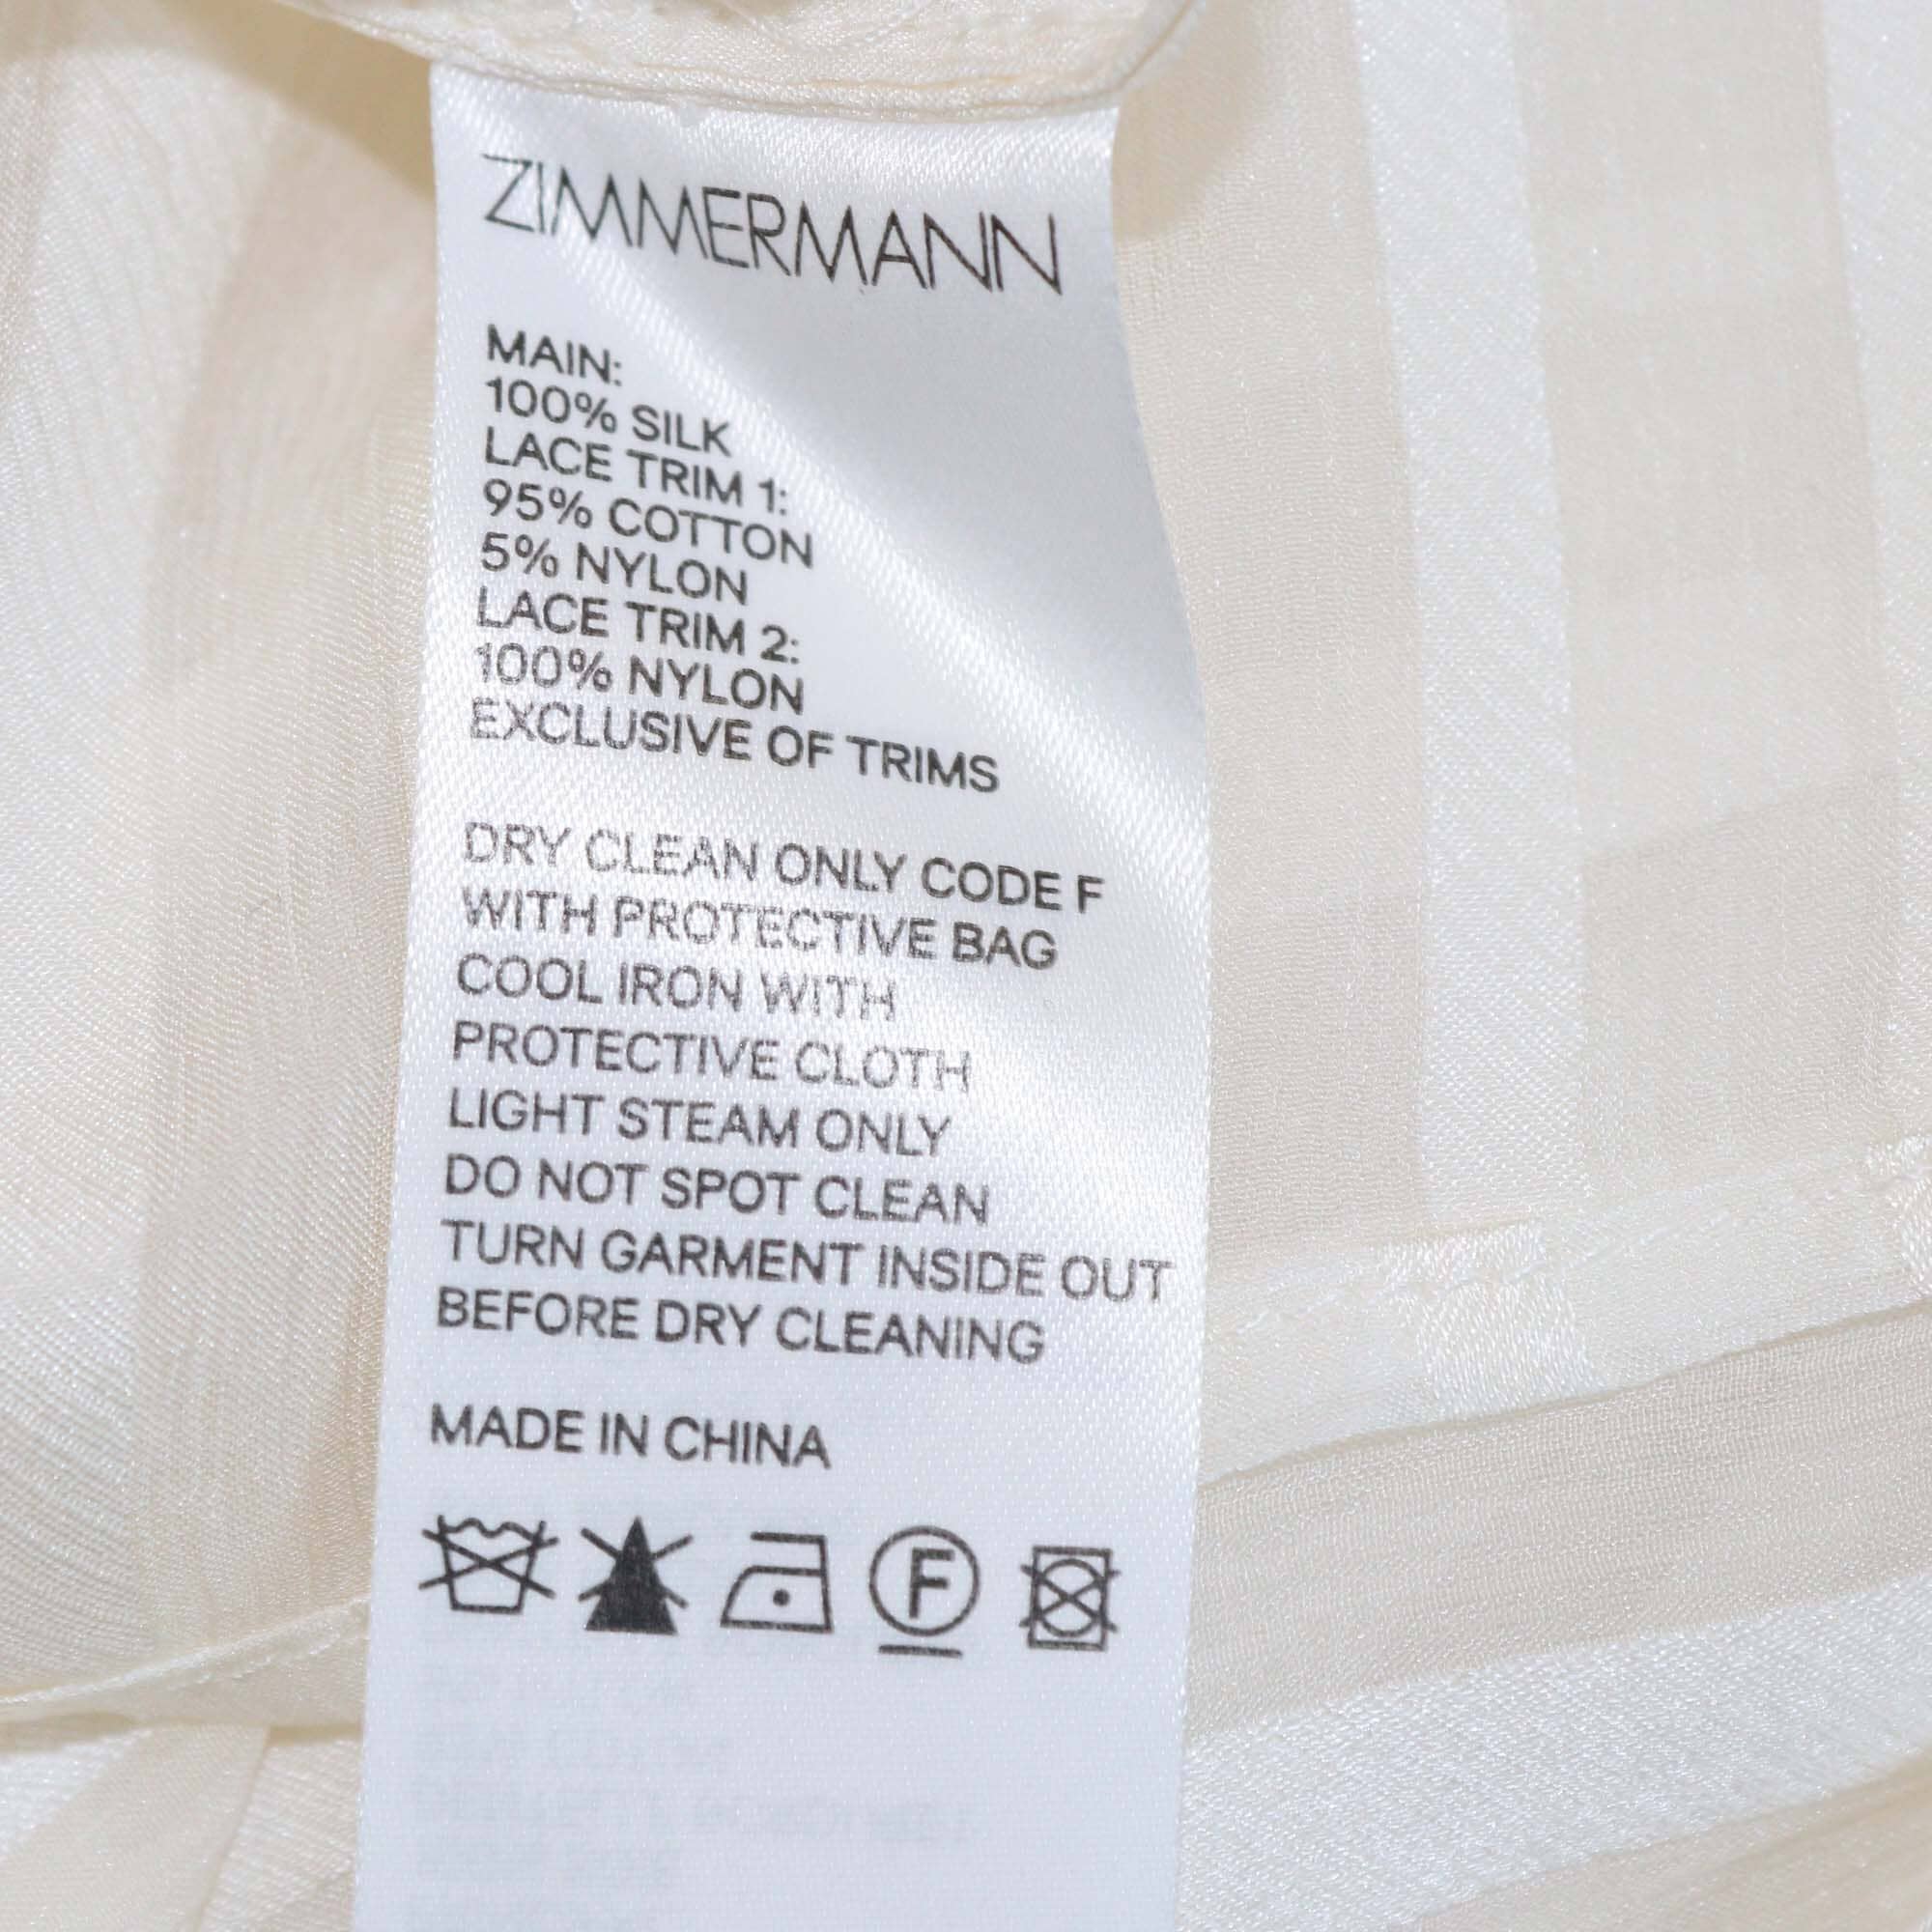 ZIMMERMANN
MAIN:
100% SILK
LACE TRIM 1:
95% COTTON
5% NYLON
LACE TRIM 2:
100% NYLON
EXCLUSIVE OF TRIMS
DRY CLEAN ONLY CODE F
WITH PROTECTIVE BAG
COOL IRON WITH
PROTECTIVE CLOTH
LIGHT STEAM ONLY
DO NOT SPOT CLEAN
TURN GARMENT INSIDE OUT
BEFORE DRY CLEANING
MADE IN CHINA
F